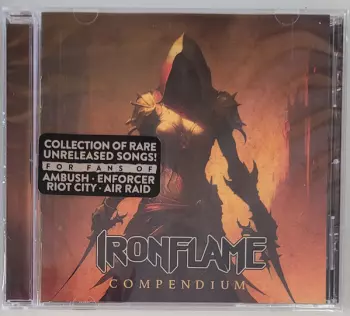 COLLECTION OF RARE
UNRELEASED SONGS!
FOR FANS OF
AMBUSH · ENFORCER
RIOT CITY · AIR RAID
IRONFLAME
COMPENDIUM